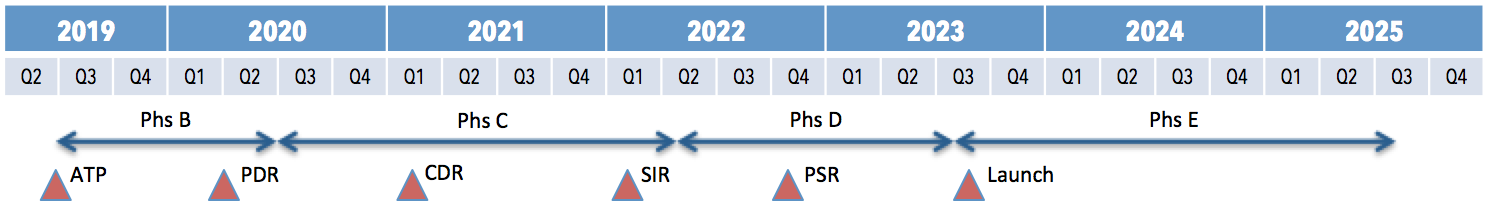 2019 2020 2021 2022 2023 2024 2025
Q2 Q3 Q4 Q1 Q2 Q3 Q4 Q1 Q2 Q3 Q4 Q1 Q2 Q3 Q4 Q1 Q2 Q3 Q4 Q1 Q2 Q3 Q4 Q1 Q2 Q3 Q4
Phs B Phs C Phs D Phs E
ATP PDR CDR SIR PSR Launch